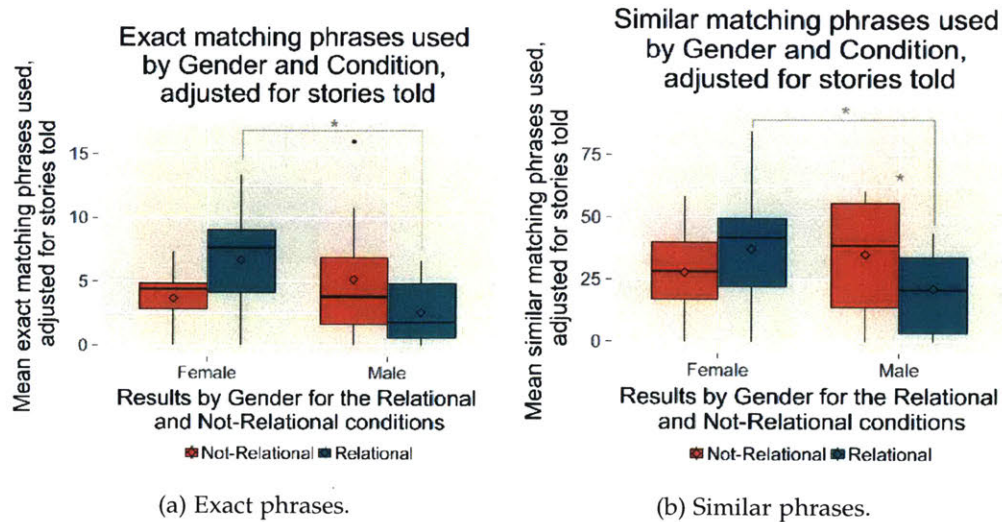 Exact matching phrases used
by Gender and Condition,
adjusted for stories told
Mean exact matching phrases used,
adjusted for stories told
*
15
10
5
0
Female
Male
Results by Gender for the Relational
and Not-Relational conditions
Not-Relational
Relational
(a) Exact phrases.
Similar matching phrases used
by Gender and Condition,
adjusted for stories told
Mean similar matching phrases used,
adjusted for stories told
*
*
75
50
25
0
Female
Male
Results by Gender for the Relational
and Not-Relational conditions
Not-Relational
Relational
(b) Similar phrases.